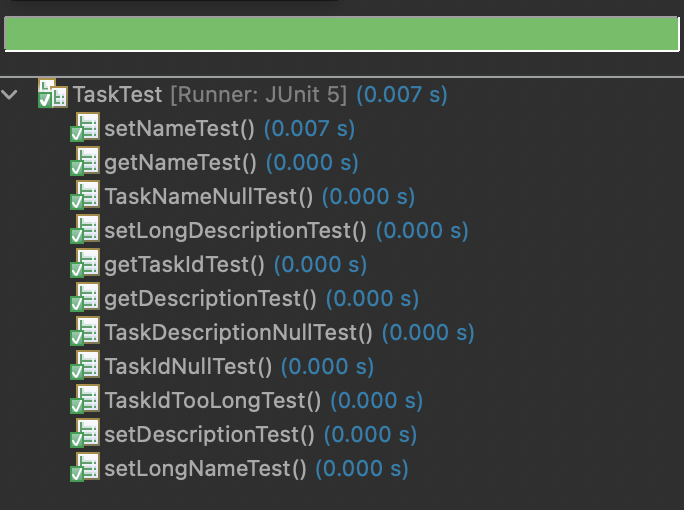 TaskTest [Runner: JUnit 5] (0.007 s)
setNameTest() (0.007 s)
getNameTest() (0.000 s)
TaskNameNullTest() (0.000 s)
setLongDescriptionTest() (0.000 s)
getTaskIdTest() (0.000 s)
getDescriptionTest() (0.000 s)
TaskDescriptionNullTest() (0.000 s)
TaskIdNullTest() (0.000 s)
TaskIdTooLongTest() (0.000 s)
setDescriptionTest() (0.000 s)
setLongNameTest() (0.000 s)